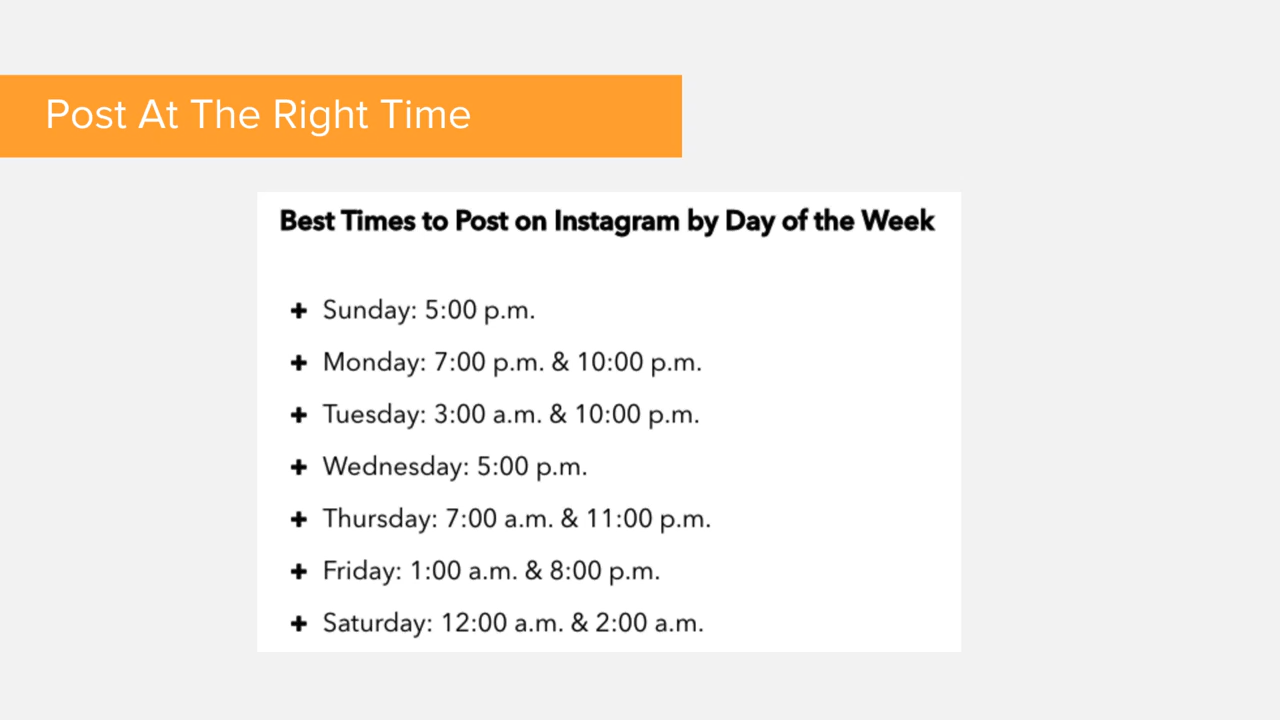 Post At The Right Time
Best Times to Post on Instagram by Day of the Week
+ Sunday: 5:00 p.m.
+ Monday: 7:00 p.m. & 10:00 p.m.
+ Tuesday: 3:00 a.m. & 10:00 p.m.
+ Wednesday: 5:00 p.m.
+ Thursday: 7:00 a.m. & 11:00 p.m.
+ Friday: 1:00 a.m. & 8:00 p.m.
+ Saturday: 12:00 a.m. & 2:00 a.m.